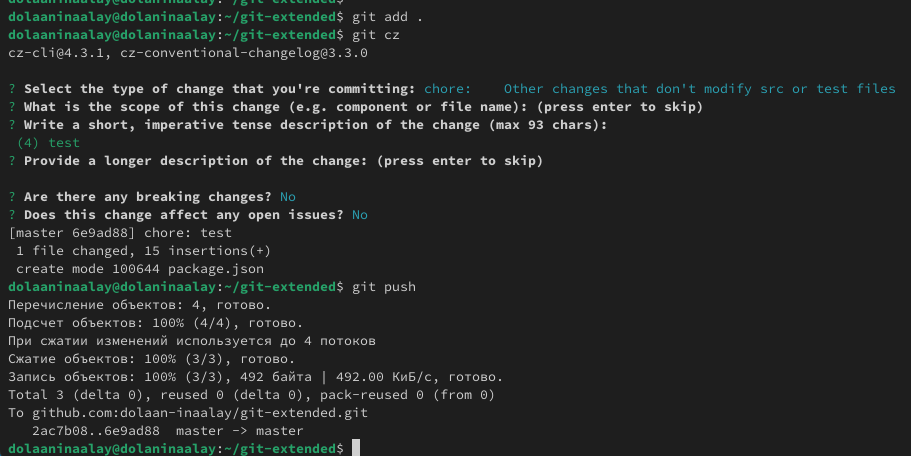 dolaaninaalay@dolaninaalay:~/git-extended$
dolaaninaalay@dolaninaalay:~/git-extended$ git add .
dolaaninaalay@dolaninaalay:~/git-extended$ git cz
cz-cli@4.3.1, cz-conventional-changelog@3.3.0
? Select the type of change that you're committing: chore:    Other changes that don't modify src or test files
? What is the scope of this change (e.g. component or file name): (press enter to skip)
? Write a short, imperative tense description of the change (max 93 chars):
(4) test
? Provide a longer description of the change: (press enter to skip)
? Are there any breaking changes? No
? Does this change affect any open issues? No
[master 6e9ad88] chore: test
1 file changed, 15 insertions(+)
create mode 100644 package.json
dolaaninaalay@dolaninaalay:~/git-extended$ git push
Перечисление объектов: 4, готово.
Подсчет объектов: 100% (4/4), готово.
При сжатии изменений используется до 4 потоков
Сжатие объектов: 100% (3/3), готово.
Запись объектов: 100% (3/3), 492 байта | 492.00 КиБ/с, готово.
Total 3 (delta 0), reused 0 (delta 0), pack-reused 0 (from 0)
To github.com:dolaan-inaalay/git-extended.git
2ac7b08..6e9ad88  master -> master
dolaaninaalay@dolaninaalay:~/git-extended$